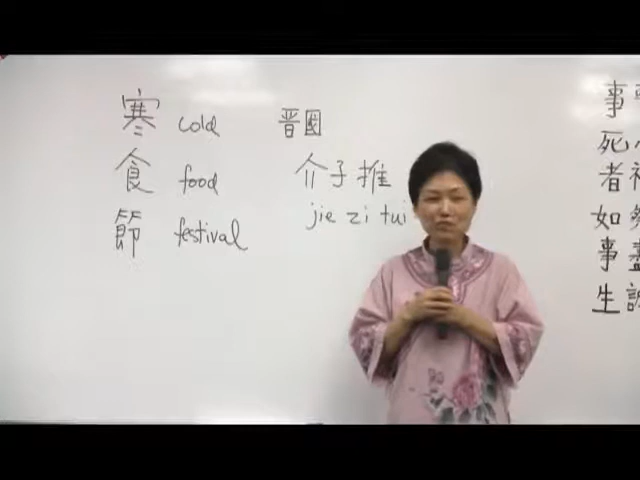 寒 cold 晋國
食 food 介子推
節 festival jie zi tui
事死者如事生